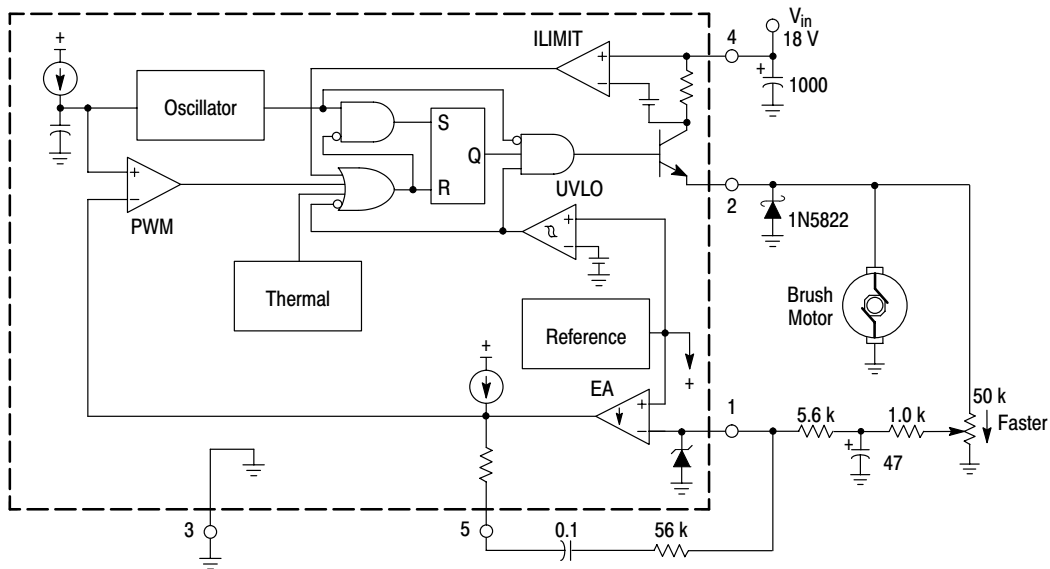 +
Oscillator
ILIMIT
+
−
4
Vin
18 V
+
1000
S
Q
R
+
−
PWM
UVLO
+
−
2
1N5822
Thermal
Reference
+
Brush
Motor
+
EA
+
−
1
5.6 k
1.0 k
50 k
Faster
+
47
3
5
0.1
56 k